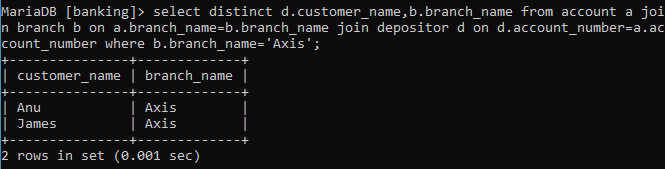 MariaDB [banking]> select distinct d.customer_name,b.branch_name from account a joi
n branch b on a.branch_name=b.branch_name join depositor d on d.account_number=a.ac
count_number where b.branch_name='Axis';
+---------------+-------------+
| customer_name | branch_name |
+---------------+-------------+
| Anu           | Axis        |
| James         | Axis        |
+---------------+-------------+
2 rows in set (0.001 sec)